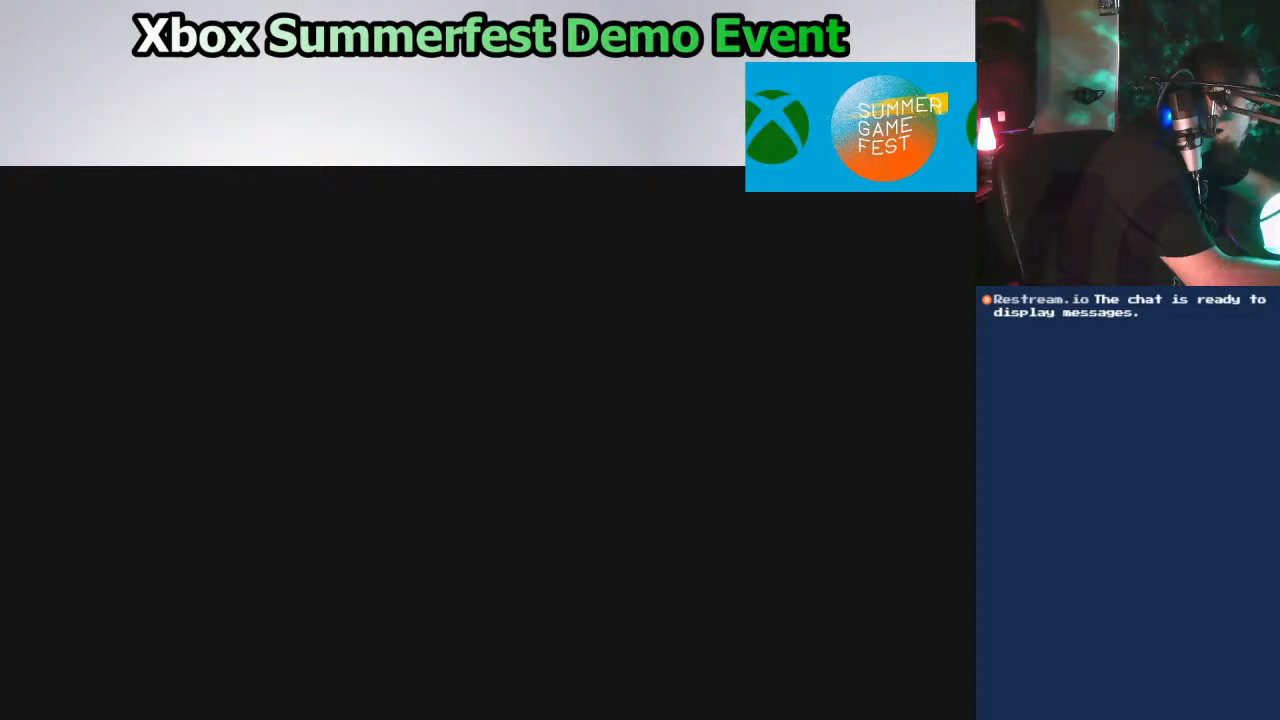 Xbox Summerfest Demo Event
SUMMER
GAME
FEST
Restream.io The chat is ready to
display messages.